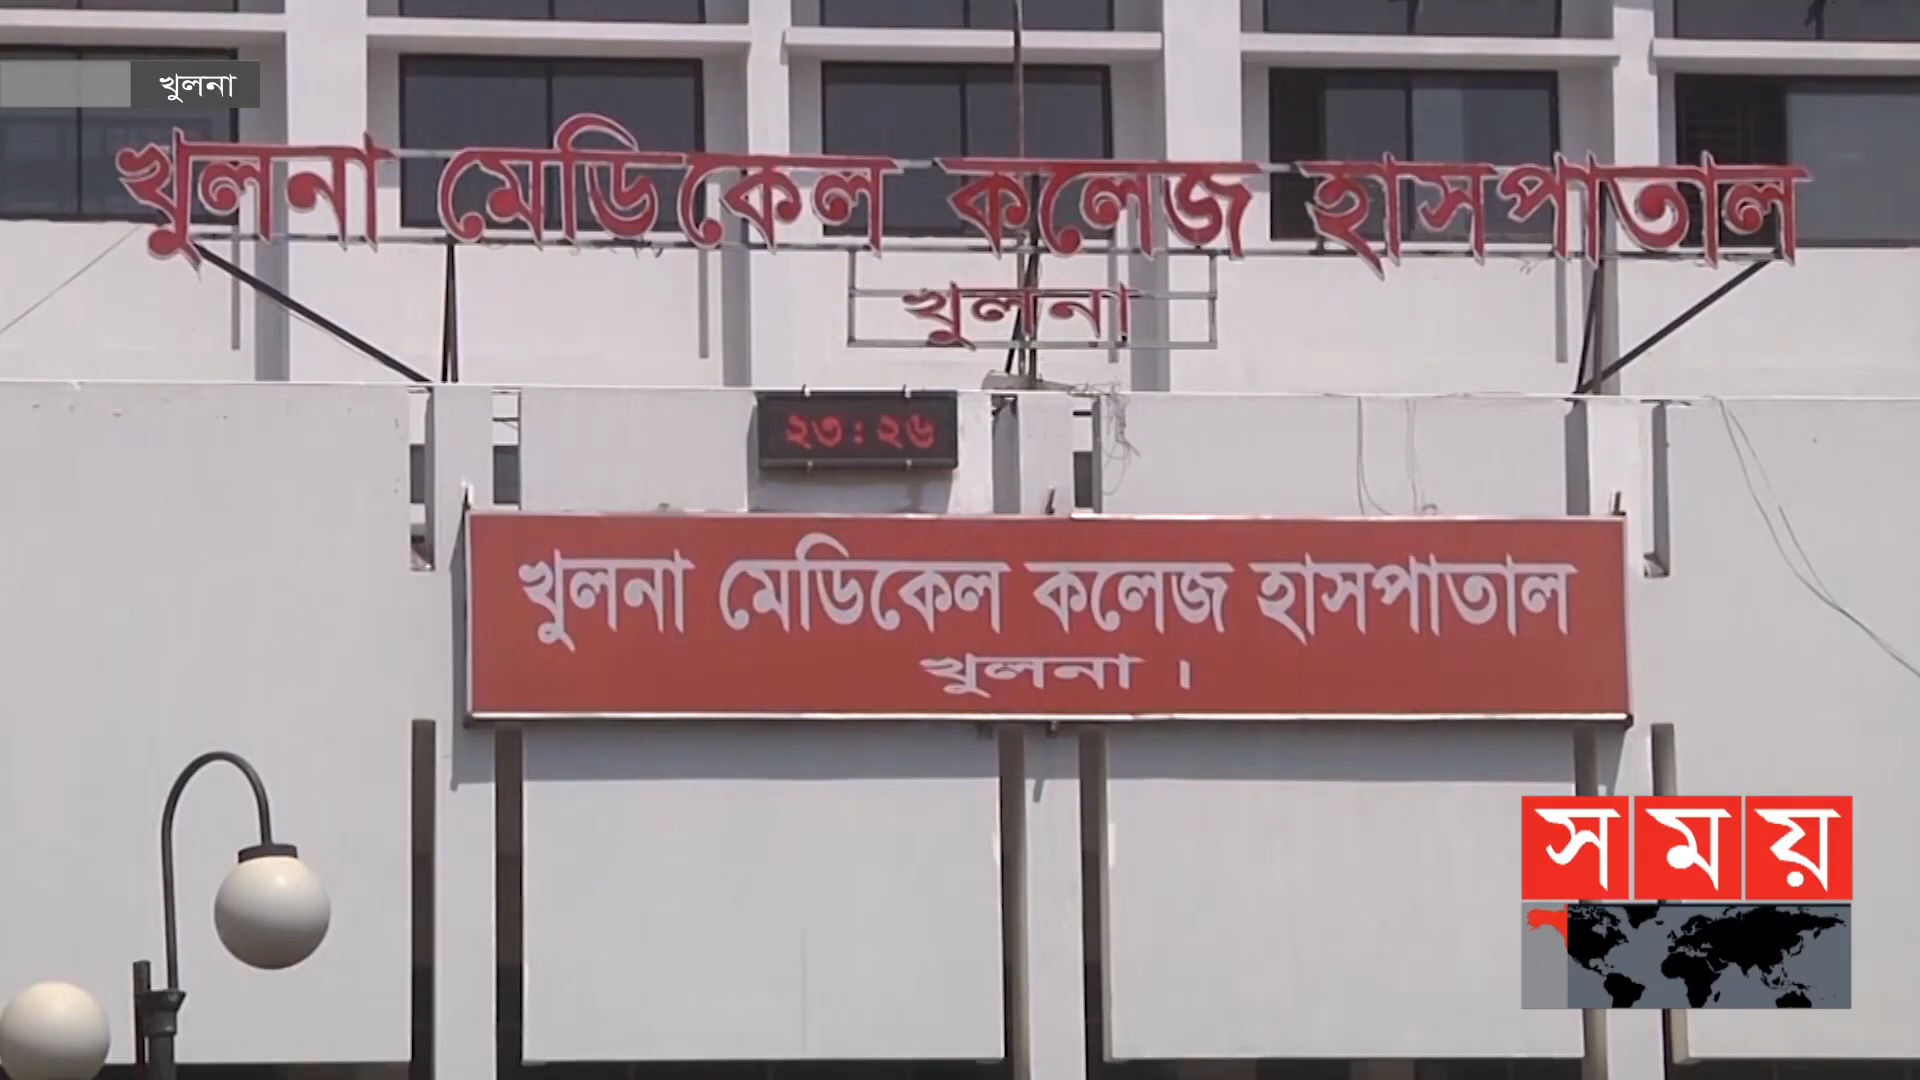 খুলনা
খুলনা মেডিকেল কলেজ হাসপাতাল
খুলনা
২৩:২৬
খুলনা মেডিকেল কলেজ হাসপাতাল
খুলনা ।
সময়